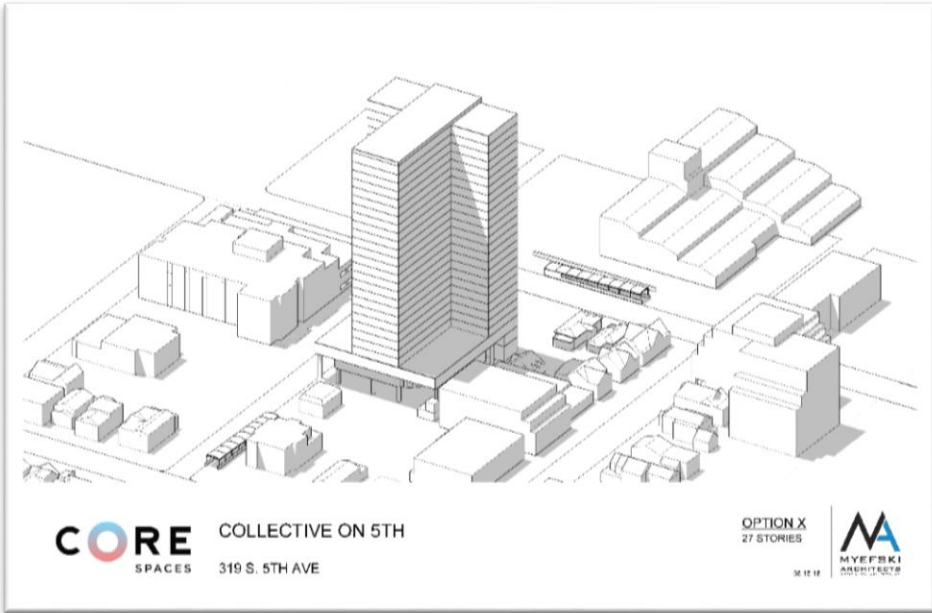 CORE
SPACES
COLLECTIVE ON 5TH
319 S. 5TH AVE
OPTION X
27 STORIES
MYEFSKI
ARCHITECTS